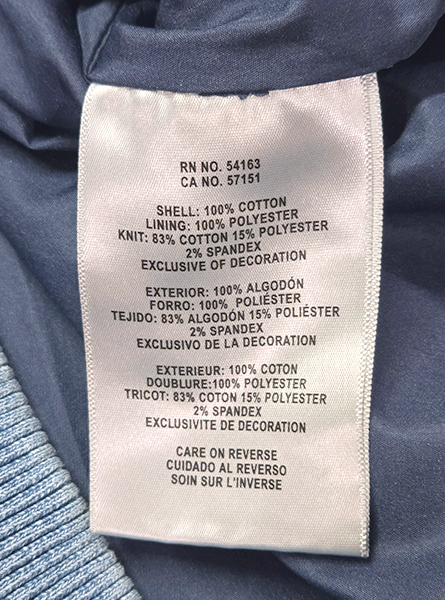 RN NO. 54163
CA NO. 57151
SHELL: 100% COTTON
LINING: 100% POLYESTER
KNIT: 83% COTTON 15% POLYESTER
2% SPANDEX
EXCLUSIVE OF DECORATION
EXTERIOR: 100% ALGODÓN
FORRO: 100% POLIÉSTER
TEJIDO: 83% ALGODÓN 15% POLIÉSTER
2% SPANDEX
EXCLUSIVO DE LA DECORATION
EXTERIEUR: 100% COTON
DOUBLURE:100% POLYESTER
TRICOT: 83% COTON 15% POLYESTER
2% SPANDEX
EXCLUSIVITE DE DECORATION
CARE ON REVERSE
CUIDADO AL REVERSO
SOIN SUR L'INVERSE